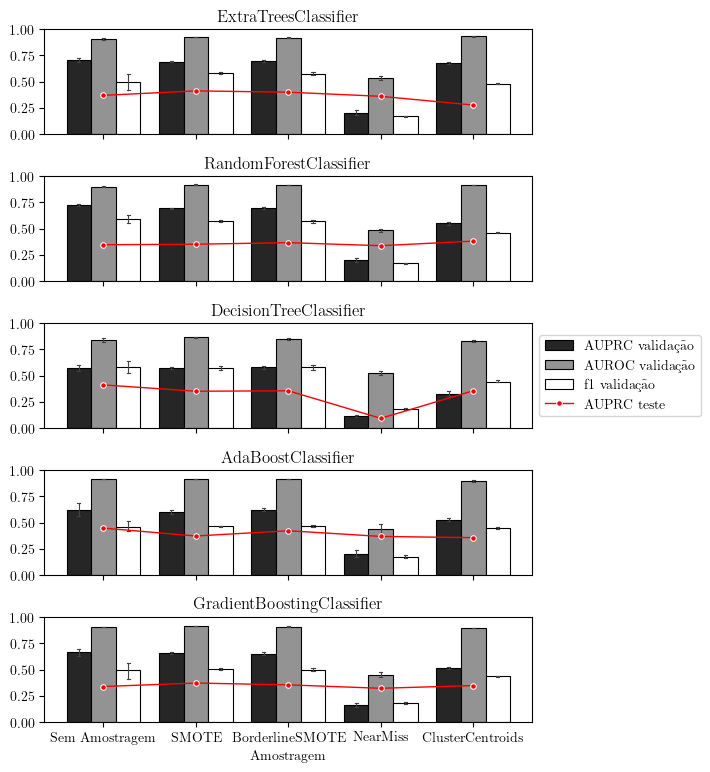 ExtraTreesClassifier
1.00
0.75
0.50
0.25
0.00
RandomForestClassifier
1.00
0.75
0.50
0.25
0.00
DecisionTreeClassifier
1.00
0.75
0.50
0.25
0.00
AUPRC validação
AUROC validação
f1 validação
AUPRC teste
AdaBoostClassifier
1.00
0.75
0.50
0.25
0.00
GradientBoostingClassifier
1.00
0.75
0.50
0.25
0.00
Sem Amostragem SMOTE BorderlineSMOTE NearMiss ClusterCentroids
Amostragem